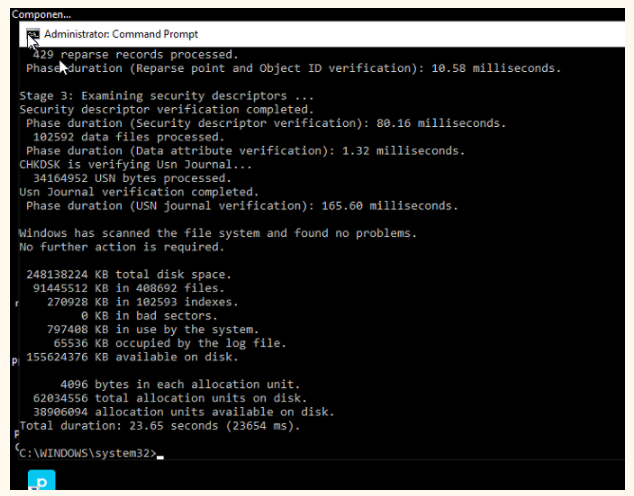 Componen...
Administrator: Command Prompt
429 reparse records processed.
Phase duration (Reparse point and Object ID verification): 10.58 milliseconds.
Stage 3: Examining security descriptors ...
Security descriptor verification completed.
Phase duration (Security descriptor verification): 80.16 milliseconds.
102592 data files processed.
Phase duration (Data attribute verification): 1.32 milliseconds.
CHKDSK is verifying Usn Journal...
34164952 USN bytes processed.
Usn Journal verification completed.
Phase duration (USN journal verification): 165.60 milliseconds.
Windows has scanned the file system and found no problems.
No further action is required.
248138224 KB total disk space.
91445512 KB in 408692 files.
270928 KB in 102593 indexes.
0 KB in bad sectors.
797408 KB in use by the system.
65536 KB occupied by the log file.
155624376 KB available on disk.
4096 bytes in each allocation unit.
62034556 total allocation units on disk.
38906094 allocation units available on disk.
Total duration: 23.65 seconds (23654 ms).
C:\WINDOWS\system32>